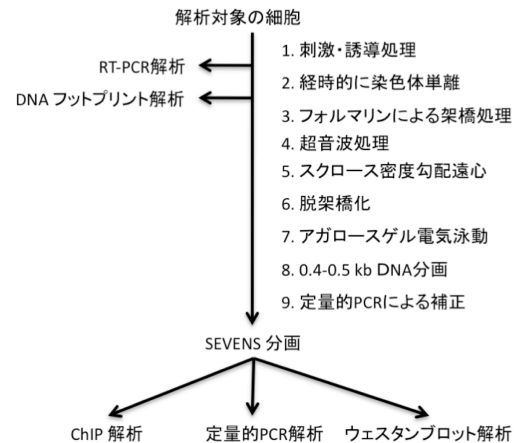 解析対象の細胞
RT-PCR解析
DNA フットプリント解析
1. 刺激・誘導処理
2. 経時的に染色体単離
3. フォルマリンによる架橋処理
4. 超音波処理
5. スクロース密度勾配遠心
6. 脱架橋化
7. アガロースゲル電気泳動
8. 0.4-0.5 kb DNA分画
9. 定量的PCRによる補正
SEVENS 分画
ChIP 解析
定量的PCR解析
ウェスタンブロット解析